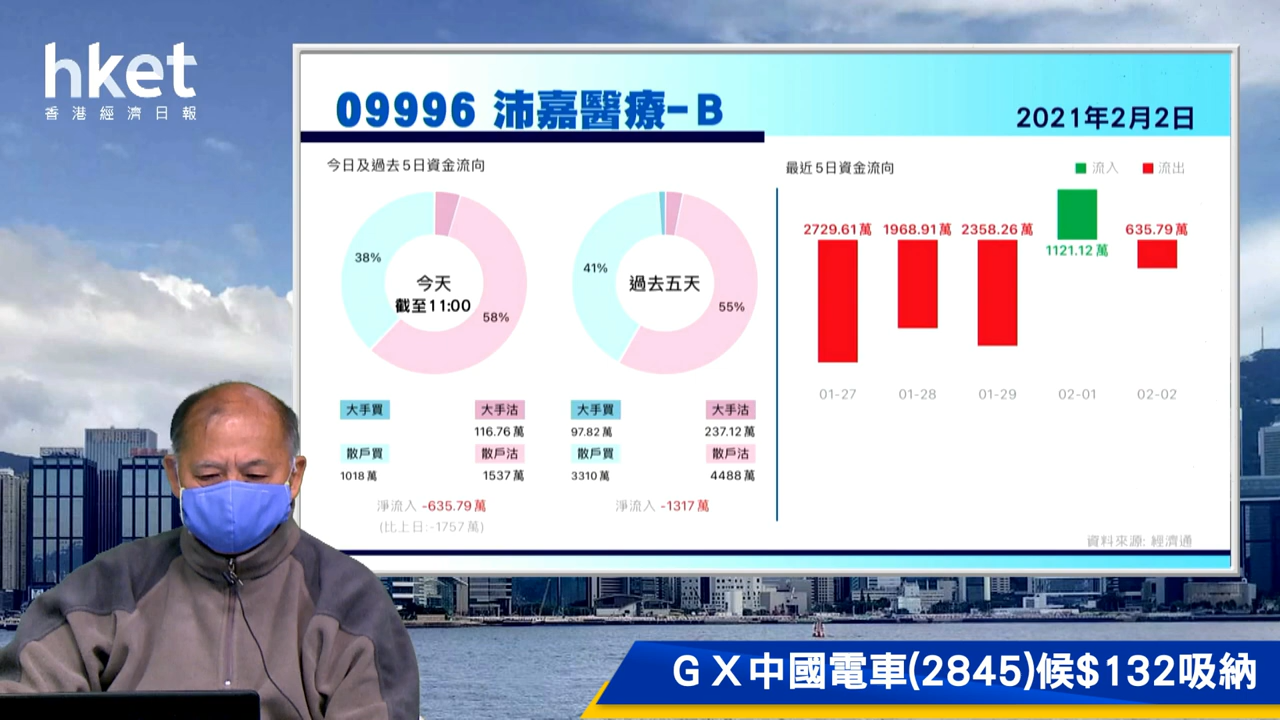 hket
香港經濟日報
09996 沛嘉醫療-B
2021年2月2日
今日及過去5日資金流向
38%
今天
截至11:00
58%
41%
過去五天
55%
大手買
大手沽
116.76萬
散戶買
散戶沽
1018萬
1537萬
淨流入 -635.79萬
(比上日:-1757萬)
大手買
大手沽
97.82萬
237.12萬
散戶買
散戶沽
3310萬
4488萬
淨流入 -1317萬
最近5日資金流向
流入
流出
2729.61萬
1968.91萬
2358.26萬
1121.12萬
635.79萬
01-27
01-28
01-29
02-01
02-02
資料來源: 經濟通
GX中國電車(2845)候$132吸納